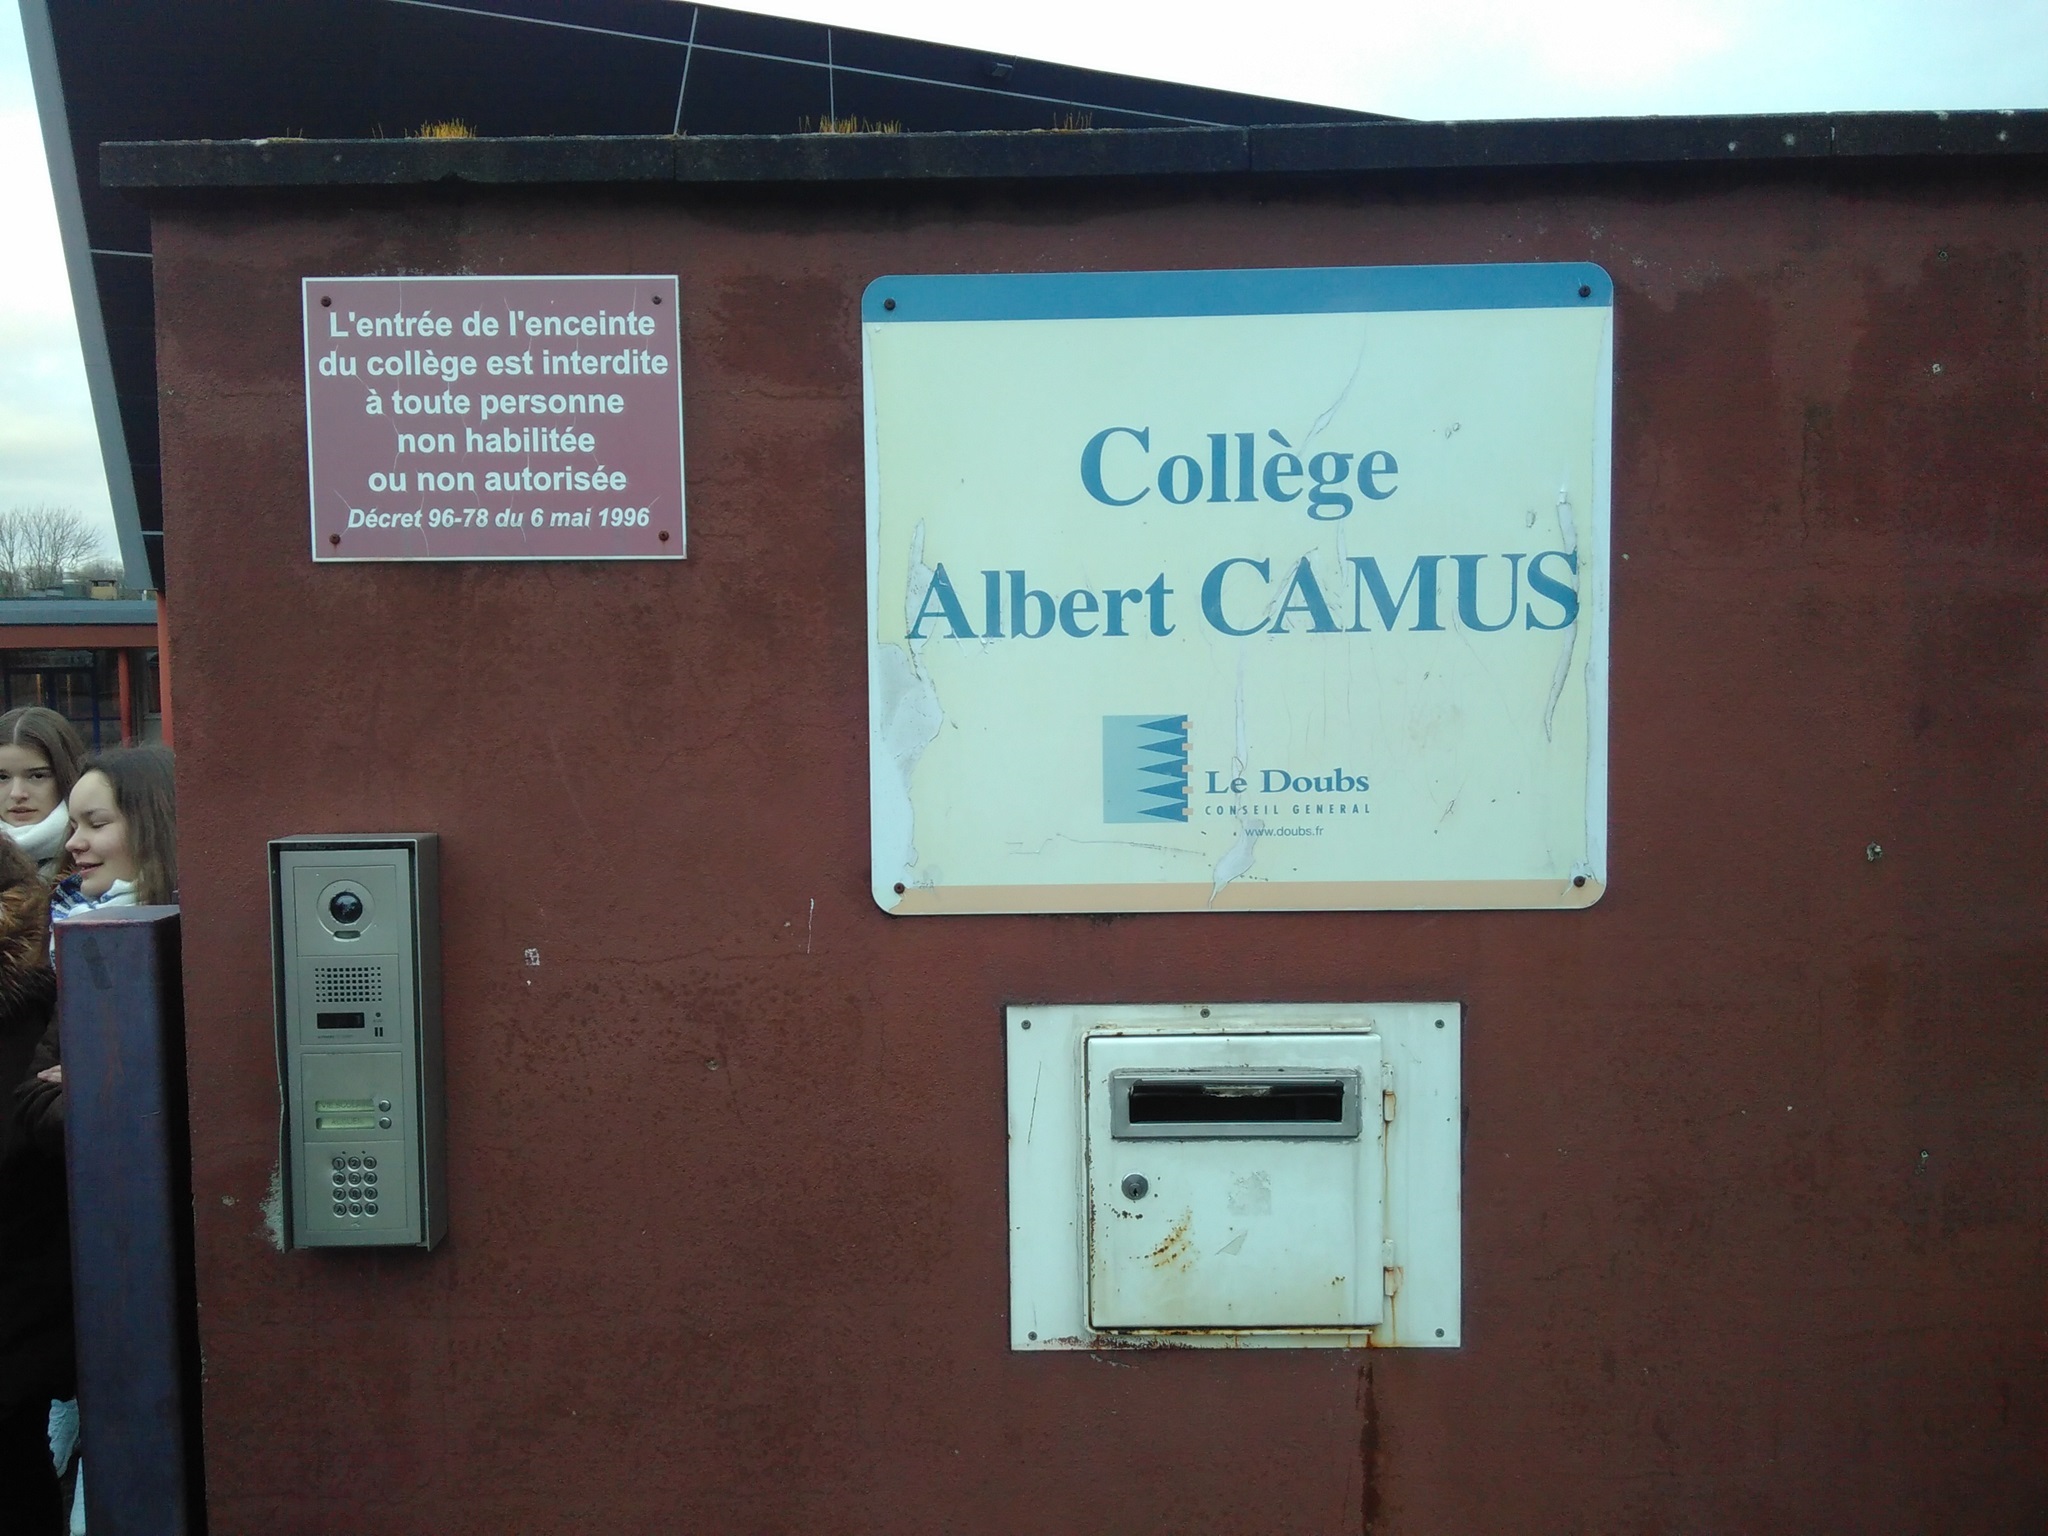 L'entrée de l'enceinte
du collège est interdite
à toute personne
non habilitée
ou non autorisée
Décret 96-78 du 6 mai 1996
Collège
Albert CAMUS
Le Doubs
CONSEIL GENERAL
www.doubs.fr